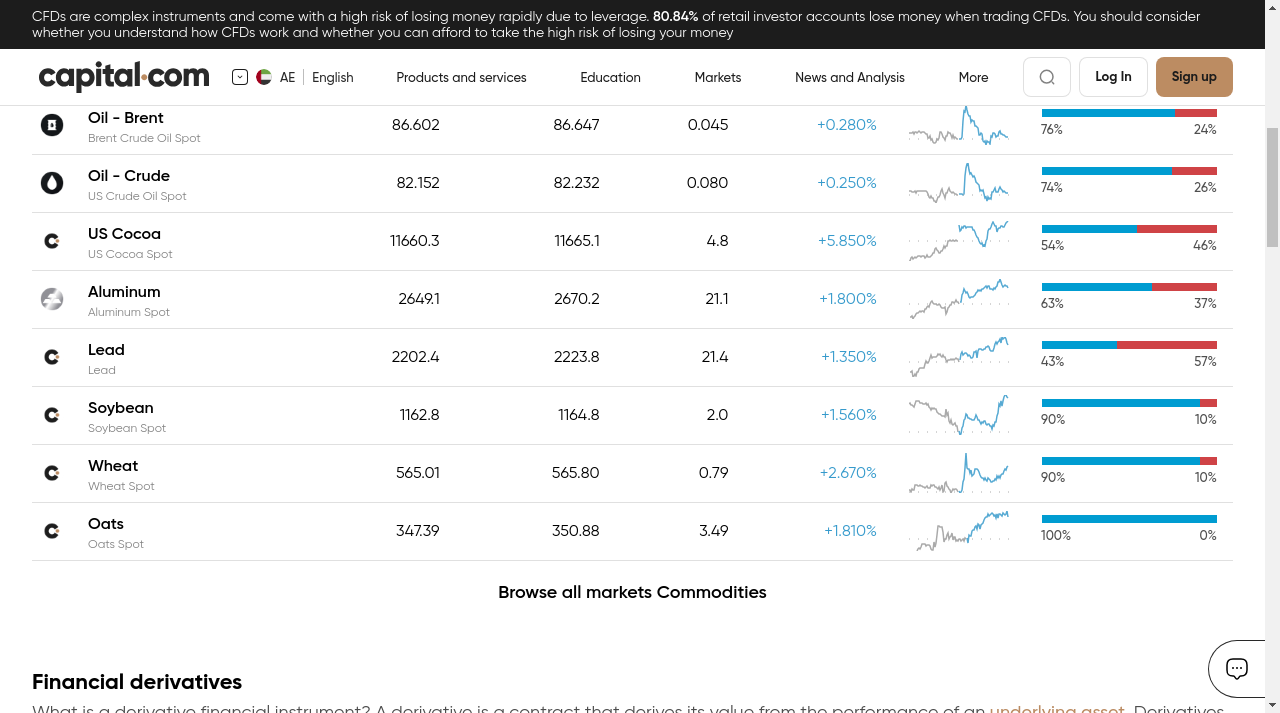 CFDs are complex instruments and come with a high risk of losing money rapidly due to leverage. 80.84% of retail investor accounts lose money when trading CFDs. You should consider
whether you understand how CFDs work and whether you can afford to take the high risk of losing your money
capital.com AE English Products and services Education Markets News and Analysis More Log In Sign up
Oil - Brent 86.602 86.647 0.045 +0.280%
Brent Crude Oil Spot 76% 24%
Oil - Crude 82.152 82.232 0.080 +0.250%
US Crude Oil Spot 74% 26%
US Cocoa 11660.3 11665.1 4.8 +5.850%
US Cocoa Spot 54% 46%
Aluminum 2649.1 2670.2 21.1 +1.800%
Aluminum Spot 63% 37%
Lead 2202.4 2223.8 21.4 +1.350%
Lead 43% 57%
Soybean 1162.8 1164.8 2.0 +1.560%
Soybean Spot 90% 10%
Wheat 565.01 565.80 0.79 +2.670%
Wheat Spot 90% 10%
Oats 347.39 350.88 3.49 +1.810%
Oats Spot 100% 0%
Browse all markets Commodities
Financial derivatives
What is a derivative financial instrument? A derivative is a contract that derives its value from the performance of an underlying asset. Derivatives